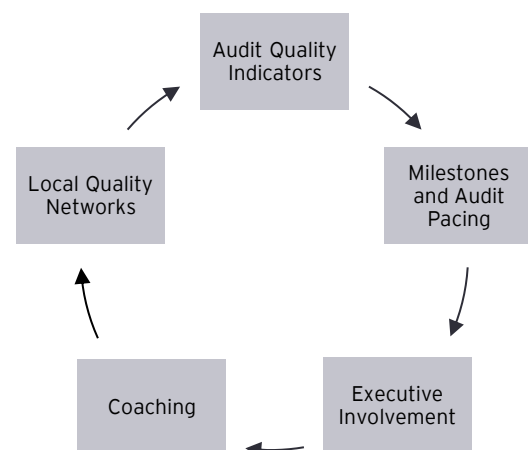 Audit Quality
Indicators
Milestones
and Audit
Pacing
Executive
Involvement
Coaching
Local Quality
Networks